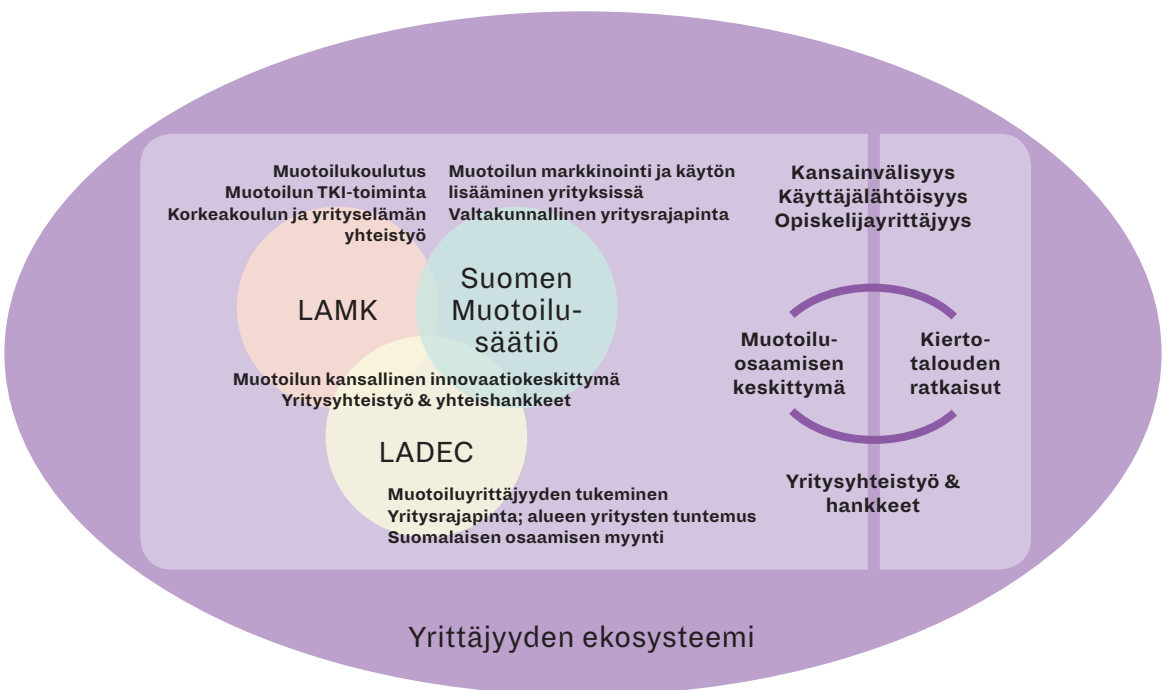 Muotoilukoulutus
Muotoilun TKI-toiminta
Korkeakoulun ja yrityselämän
yhteistyö
Muotoilun markkinointi ja käytön
lisääminen yrityksissä
Valtakunnallinen yritysrajapinta
LAMK
Suomen
Muotoilu-
säätiö
Muotoilun kansallinen innovaatiokeskittymä
Yritysyhteistyö & yhteishankkeet
LADEC
Muotoiluyrittäjyyden tukeminen
Yritysrajapinta; alueen yritysten tuntemus
Suomalaisen osaamisen myynti
Kansainvälisyys
Käyttäjälähtöisyys
Opiskelijayrittäjyys
Muotoilu-
osaamisen
keskittymä
Kierto-
talouden
ratkaisut
Yritysyhteistyö &
hankkeet
Yrittäjyyden ekosysteemi